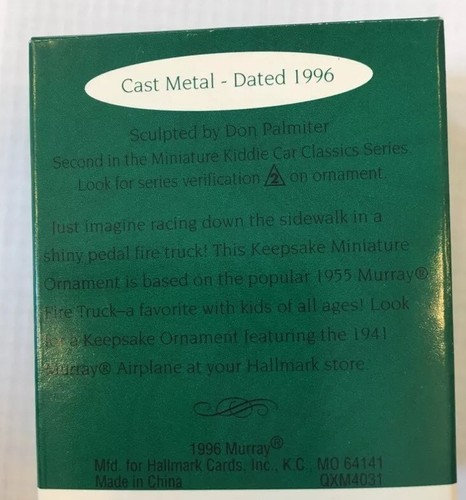 Cast Metal - Dated 1996
Sculpted by Don Palmiter
Second in the Miniature Kiddie Car Classics Series.
Look for series verification 2 on ornament.
Just imagine racing down the sidewalk in a
shiny pedal fire truck! This Keepsake Miniature
Ornament is based on the popular 1955 Murray®
Fire Truck–a favorite with kids of all ages! Look
for a Keepsake Ornament featuring the 1941
Murray® Airplane at your Hallmark store.
1996 Murray®
Mfd. for Hallmark Cards, Inc., K.C., MO 64141
Made in China QXM4031